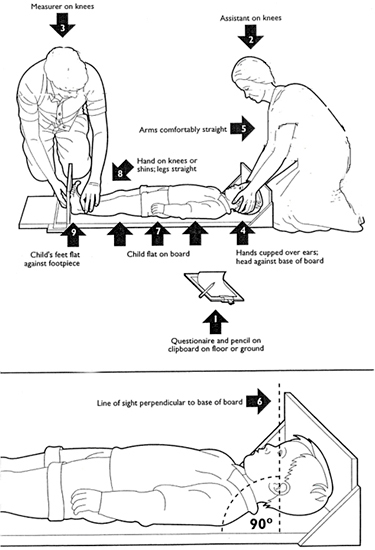 Measurer on knees
3
Assistant on knees
2
Arms comfortably straight
5
8
Hand on knees or
shins; legs straight
9
7
4
Child's feet flat
against footpiece
Child flat on board
Hands cupped over ears;
head against base of board
1
Questionaire and pencil on
clipboard on floor or ground
Line of sight perpendicular to base of board
6
90°